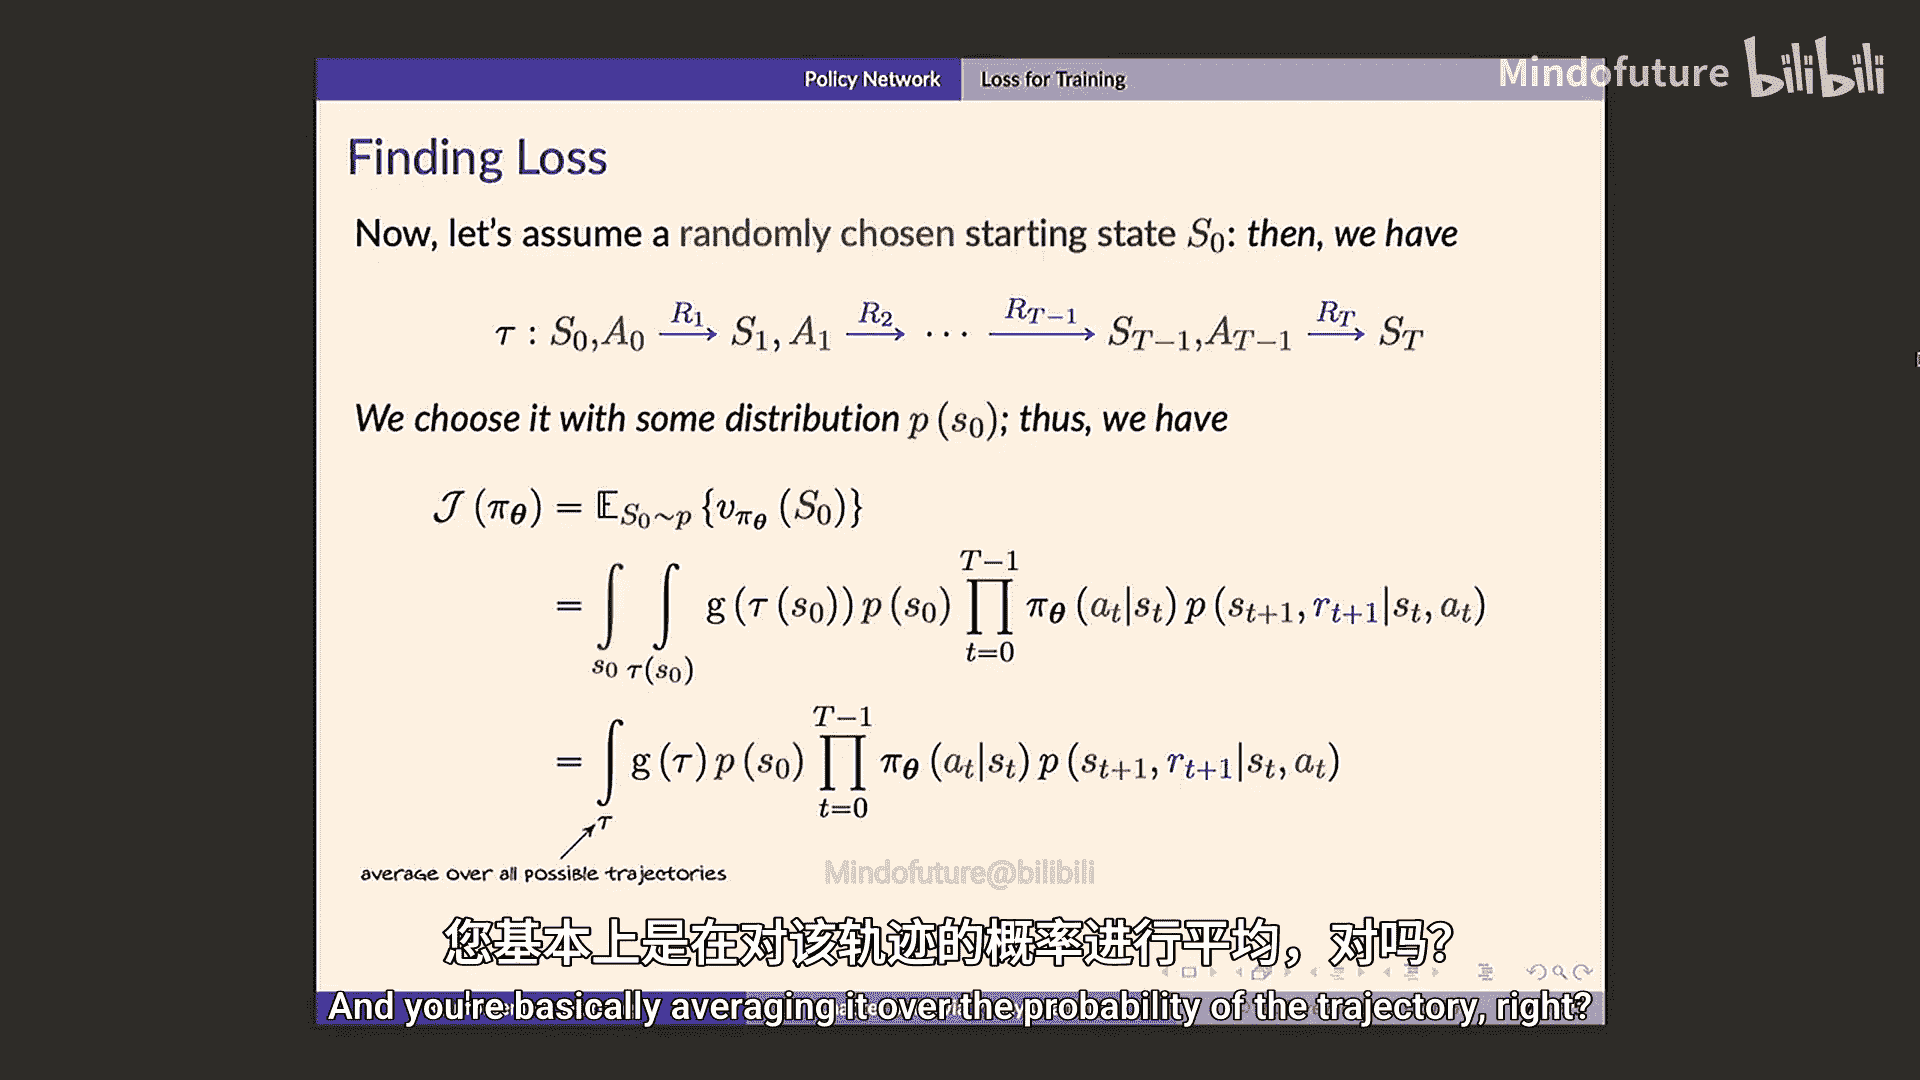 Policy Network Loss for Training
Mindofuture bilibili
Finding Loss
Now, let's assume a randomly chosen starting state S₀: then, we have
τ : S₀,A₀ —R₁→ S₁, A₁ —R₂→ ··· —R_{T−1}→ S_{T−1},A_{T−1} —R_T→ S_T
We choose it with some distribution p (s₀); thus, we have
𝒥 (π_θ) = 𝔼_{S₀∼p} {v_{π_θ} (S₀)}
= ∫_{s₀} ∫_{τ(s₀)} g (τ (s₀)) p (s₀) ∏_{t=0}^{T−1} π_θ (a_t|s_t) p (s_{t+1}, r_{t+1}|s_t, a_t)
= ∫_τ g (τ) p (s₀) ∏_{t=0}^{T−1} π_θ (a_t|s_t) p (s_{t+1}, r_{t+1}|s_t, a_t)
average over all possible trajectories
Mindofuture@bilibili
您基本上是在对该轨迹的概率进行平均，对吗？
And you're basically averaging it over the probability of the trajectory, right?